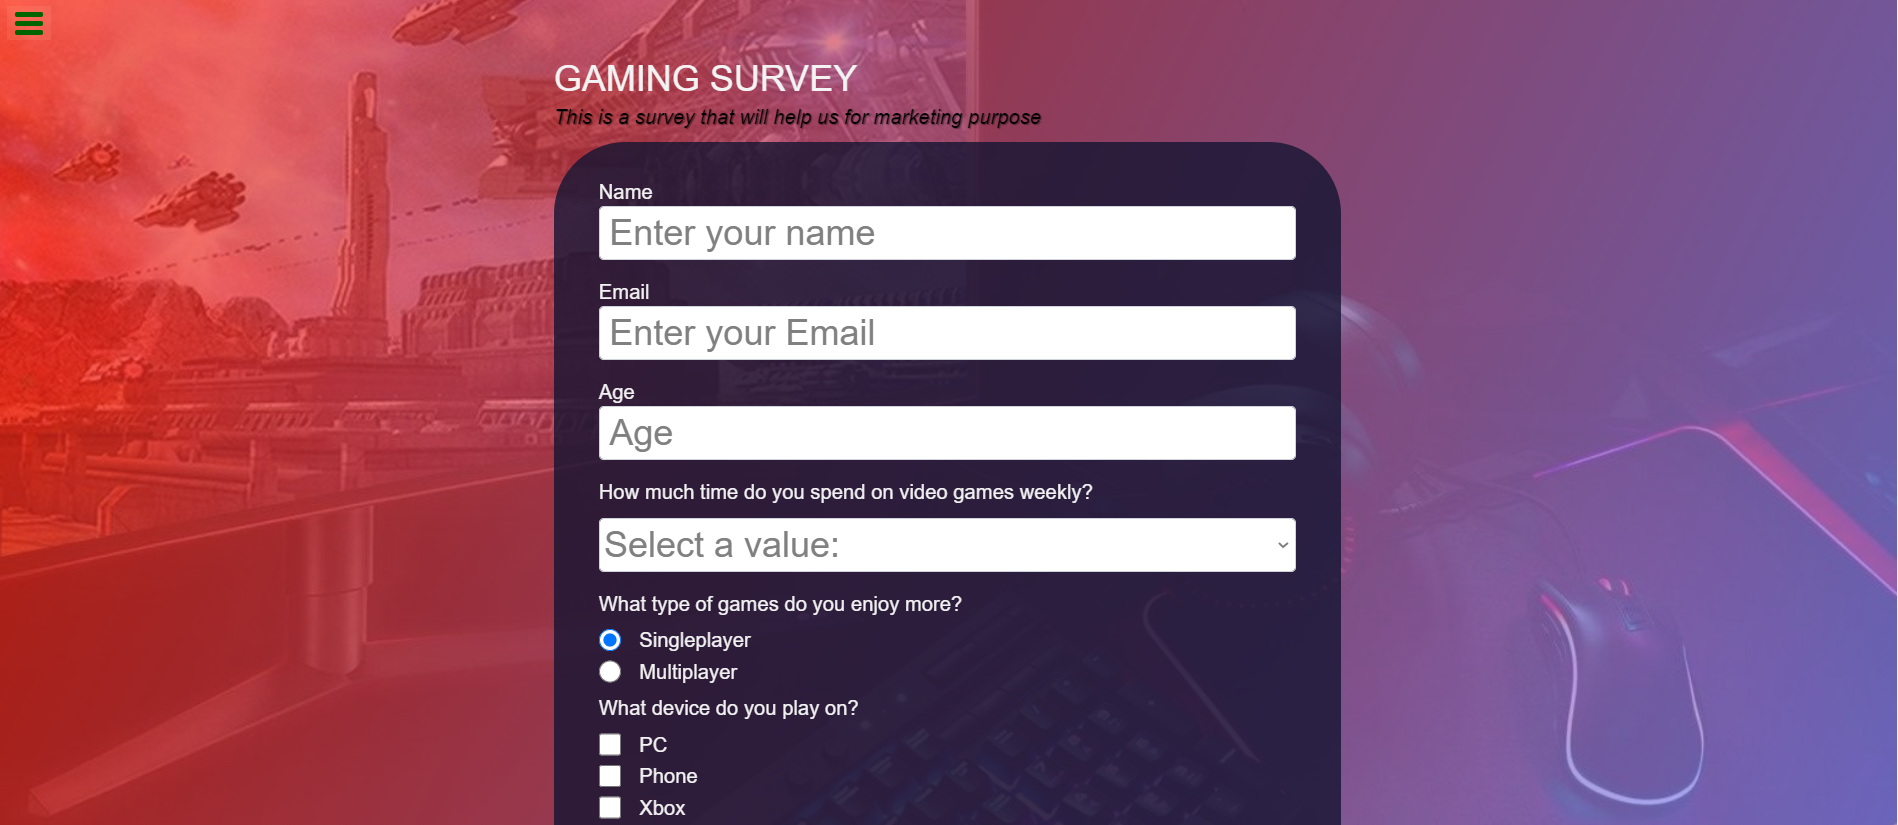 GAMING SURVEY
This is a survey that will help us for marketing purpose
Name
Enter your name
Email
Enter your Email
Age
Age
How much time do you spend on video games weekly?
Select a value:
What type of games do you enjoy more?
Singleplayer
Multiplayer
What device do you play on?
PC
Phone
Xbox